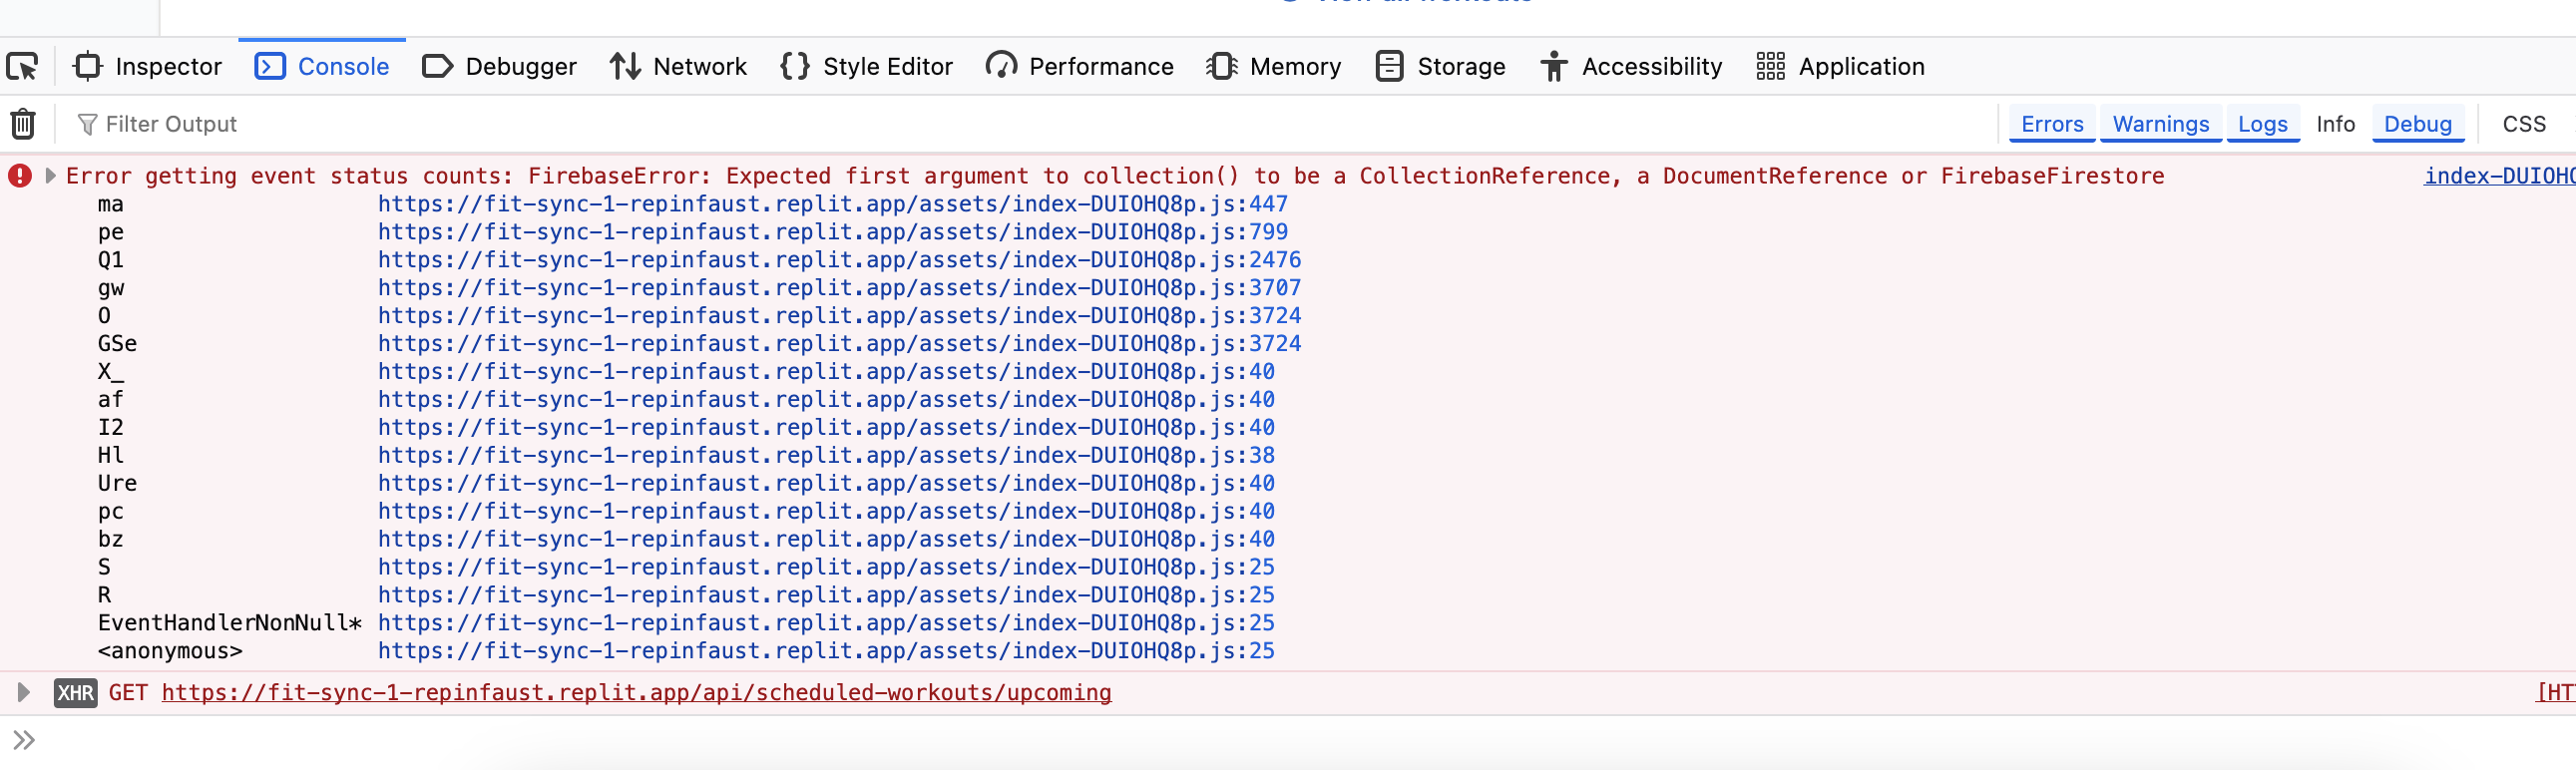 Inspector Console Debugger Network Style Editor Performance Memory Storage Accessibility Application
Filter Output Errors Warnings Logs Info Debug CSS
Error getting event status counts: FirebaseError: Expected first argument to collection() to be a CollectionReference, a DocumentReference or FirebaseFirestore index-DUIOHQ
ma https://fit-sync-1-repinfaust.replit.app/assets/index-DUIOHQ8p.js:447
pe https://fit-sync-1-repinfaust.replit.app/assets/index-DUIOHQ8p.js:799
Q1 https://fit-sync-1-repinfaust.replit.app/assets/index-DUIOHQ8p.js:2476
gw https://fit-sync-1-repinfaust.replit.app/assets/index-DUIOHQ8p.js:3707
O https://fit-sync-1-repinfaust.replit.app/assets/index-DUIOHQ8p.js:3724
GSe https://fit-sync-1-repinfaust.replit.app/assets/index-DUIOHQ8p.js:3724
X_ https://fit-sync-1-repinfaust.replit.app/assets/index-DUIOHQ8p.js:40
af https://fit-sync-1-repinfaust.replit.app/assets/index-DUIOHQ8p.js:40
I2 https://fit-sync-1-repinfaust.replit.app/assets/index-DUIOHQ8p.js:40
Hl https://fit-sync-1-repinfaust.replit.app/assets/index-DUIOHQ8p.js:38
Ure https://fit-sync-1-repinfaust.replit.app/assets/index-DUIOHQ8p.js:40
pc https://fit-sync-1-repinfaust.replit.app/assets/index-DUIOHQ8p.js:40
bz https://fit-sync-1-repinfaust.replit.app/assets/index-DUIOHQ8p.js:40
S https://fit-sync-1-repinfaust.replit.app/assets/index-DUIOHQ8p.js:25
R https://fit-sync-1-repinfaust.replit.app/assets/index-DUIOHQ8p.js:25
EventHandlerNonNull* https://fit-sync-1-repinfaust.replit.app/assets/index-DUIOHQ8p.js:25
<anonymous> https://fit-sync-1-repinfaust.replit.app/assets/index-DUIOHQ8p.js:25
XHR GET https://fit-sync-1-repinfaust.replit.app/api/scheduled-workouts/upcoming [HT